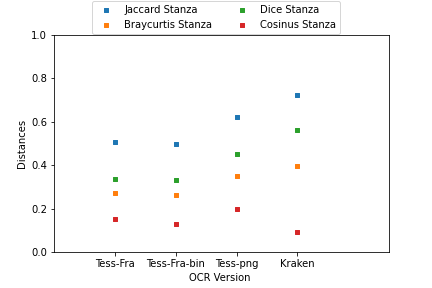 Jaccard Stanza Dice Stanza
Braycurtis Stanza Cosinus Stanza
1.0
0.8
0.6
0.4
0.2
0.0
Distances
Tess-Fra Tess-Fra-bin Tess-png Kraken
OCR Version